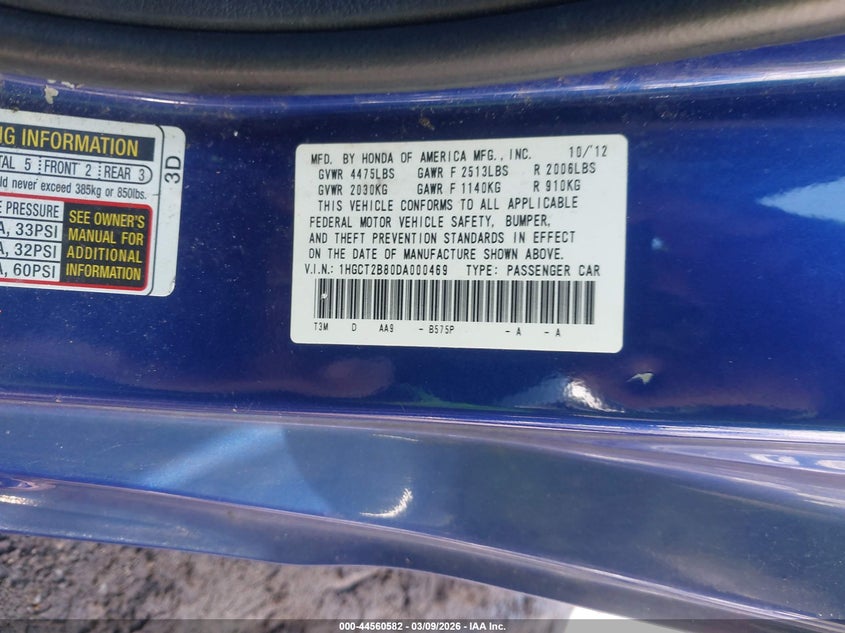 NG INFORMATION
TAL 5 FRONT 2 REAR 3
ld never exceed 385kg or 850lbs.
E PRESSURE
A, 33PSI
A, 32PSI
A, 60PSI
SEE OWNER'S
MANUAL FOR
ADDITIONAL
INFORMATION
3D
MFD. BY HONDA OF AMERICA MFG., INC. 10/'12
GVWR 4475LBS GAWR F 2513LBS R 2006LBS
GVWR 2030KG GAWR F 1140KG R 910KG
THIS VEHICLE CONFORMS TO ALL APPLICABLE
FEDERAL MOTOR VEHICLE SAFETY, BUMPER,
AND THEFT PREVENTION STANDARDS IN EFFECT
ON THE DATE OF MANUFACTURE SHOWN ABOVE.
V.I.N.: 1HGCT2B80DA000469 TYPE: PASSENGER CAR
T3M D AA9 - B575P - A - A
000-44560582 - 03/09/2026 - IAA Inc.